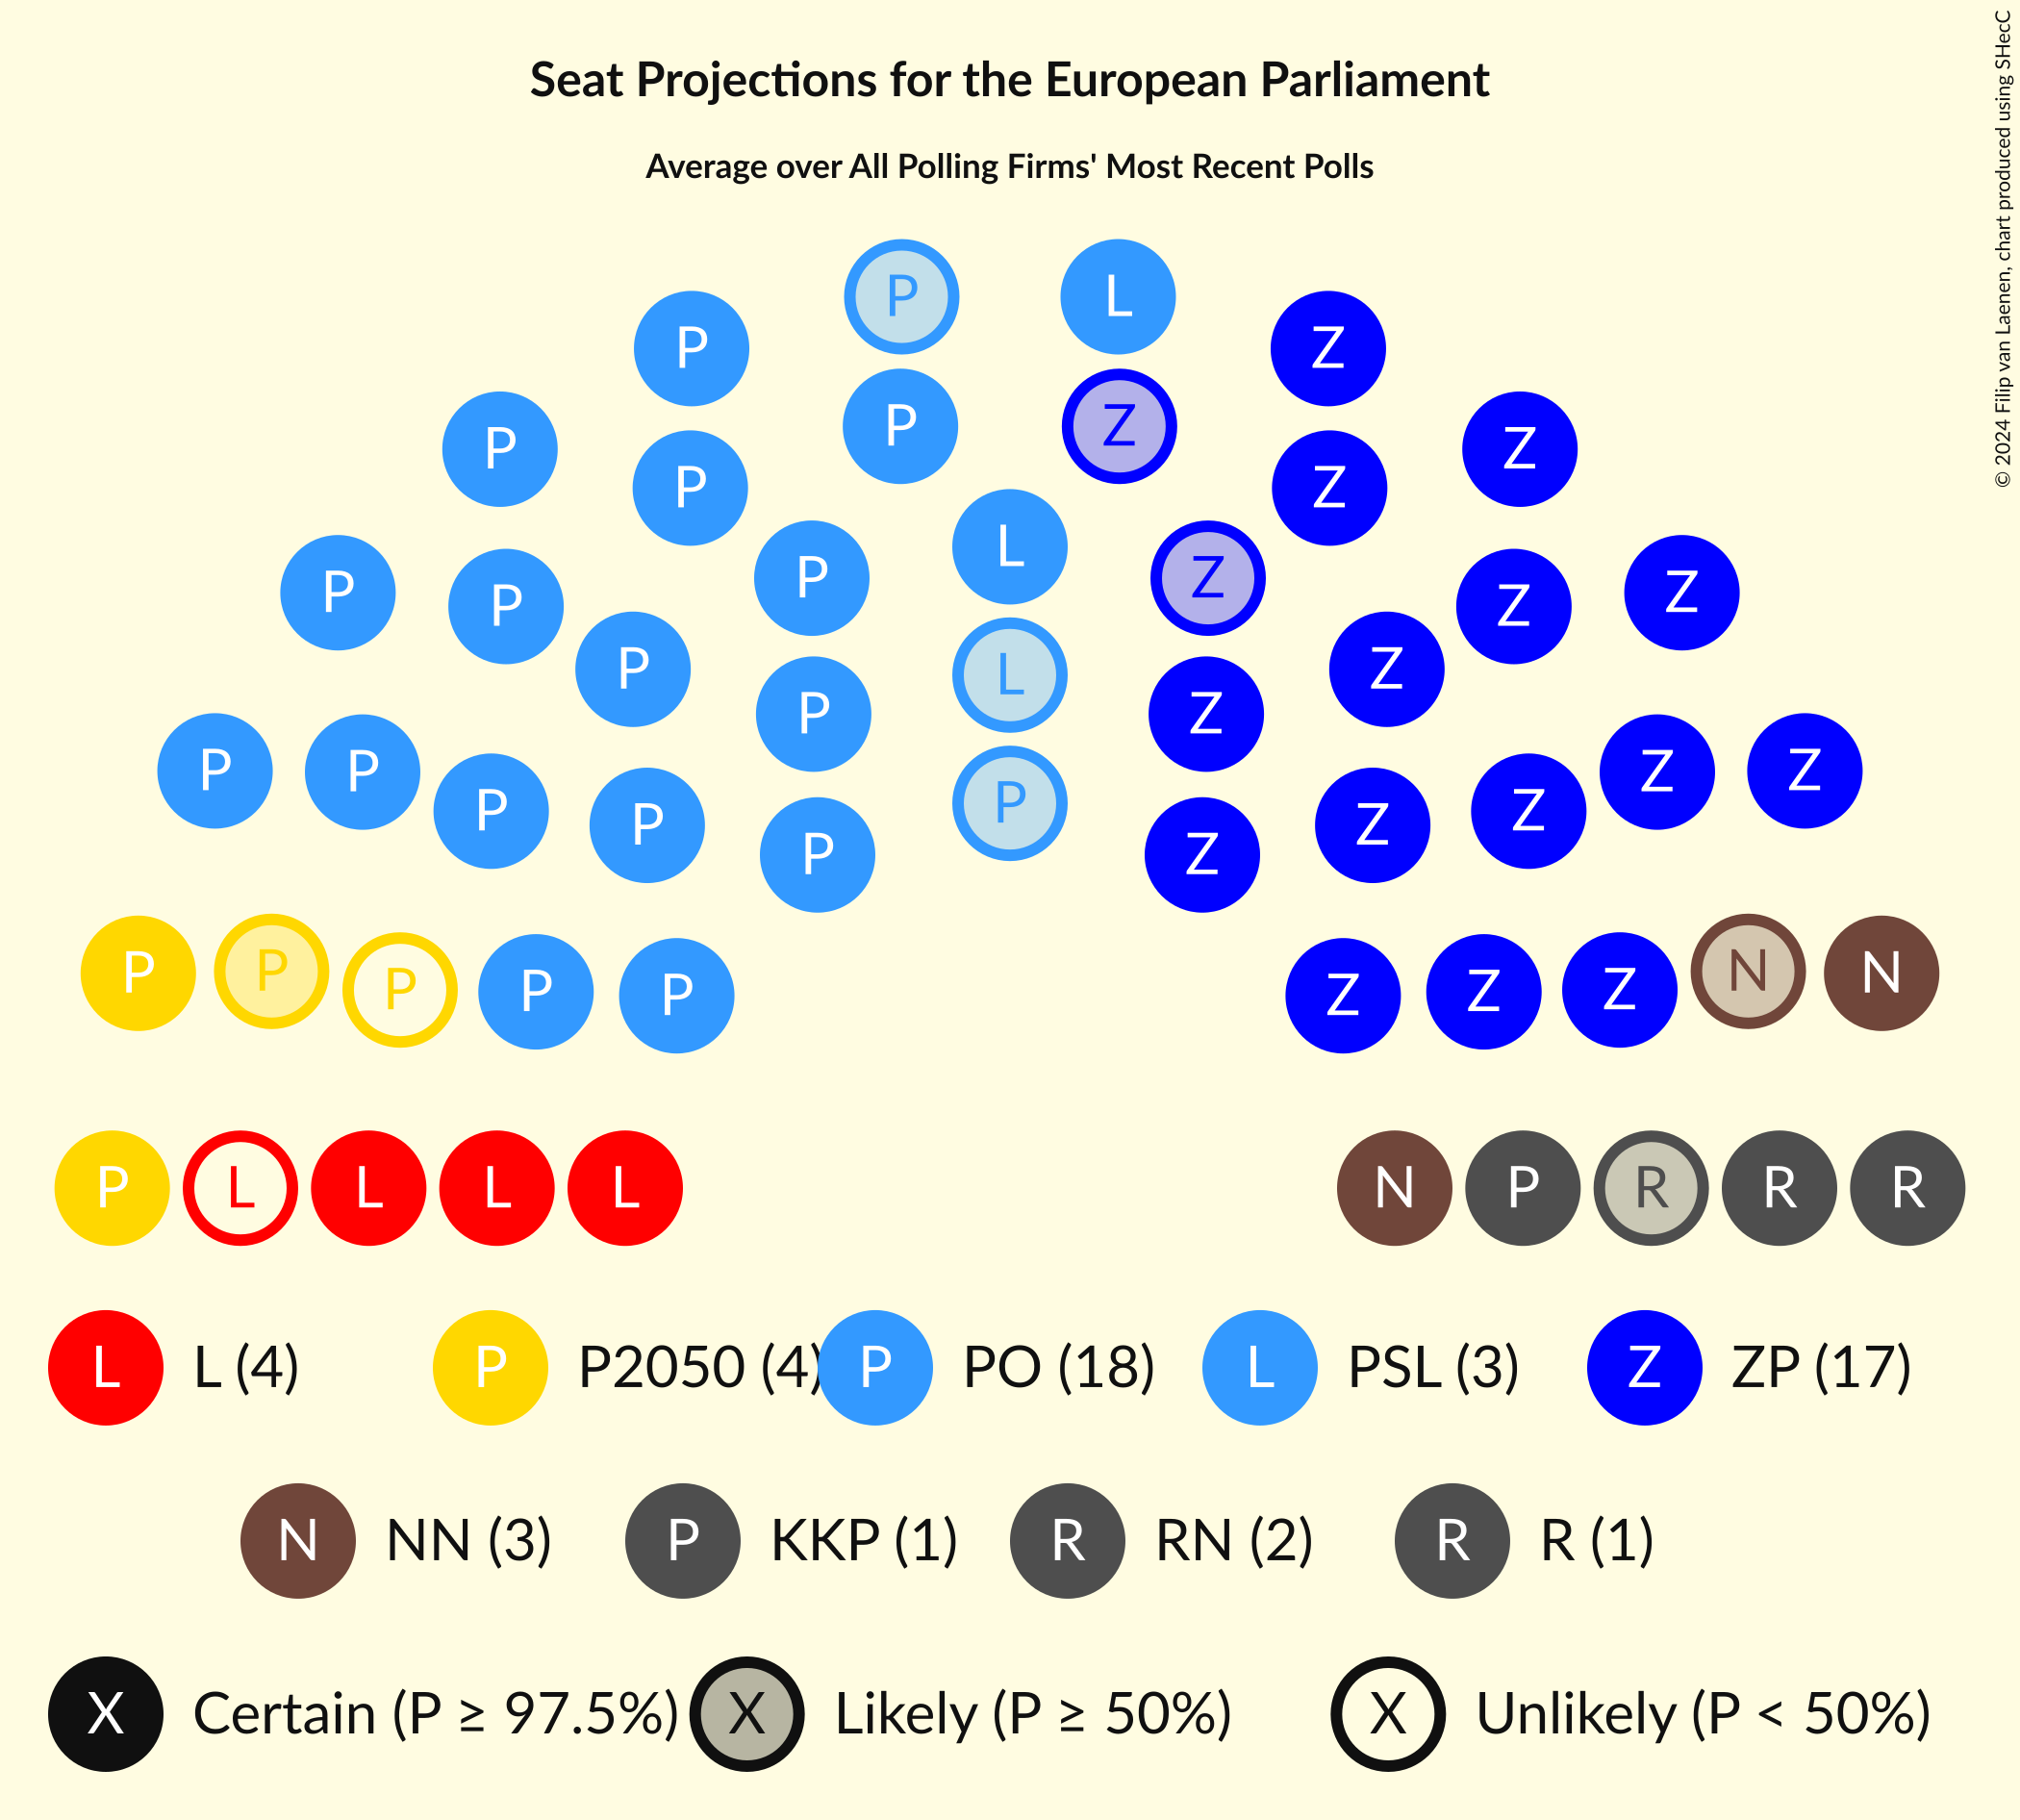 Seat Projections for the European Parliament
Average over All Polling Firms' Most Recent Polls
© 2024 Filip van Laenen, chart produced using SHecC
P L
P Z
P P Z Z
P Z
P Z
L
P Z
P P Z Z
L
P Z
P Z
P P Z Z
P
P Z
P Z
P Z
P P P P P Z Z Z N N
P L L L L N P R R R
L L (4) P P2050 (4) P PO (18) L PSL (3) Z ZP (17)
N NN (3) P KKP (1) R RN (2) R R (1)
X Certain (P ≥ 97.5%) X Likely (P ≥ 50%) X Unlikely (P < 50%)